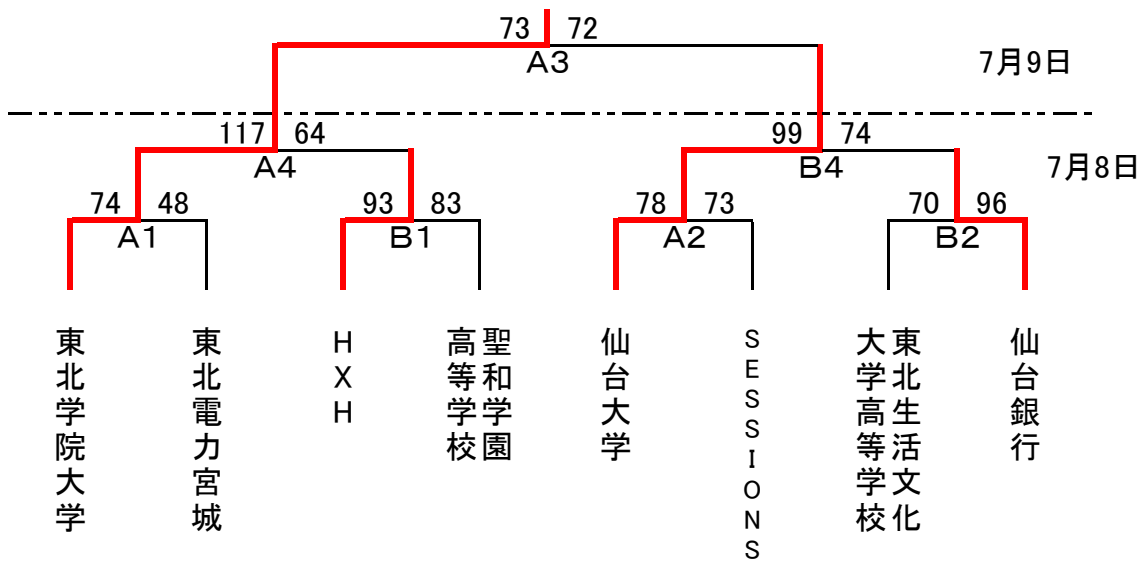 73 72
A3
7月9日
117 64
A4
99 74
B4
7月8日
74 48
A1
93 83
B1
78 73
A2
70 96
B2
東北学院大学
東北電力宮城
HXH
聖和学園
高等学校
仙台大学
SESSIONS
東北生活文化
大学高等学校
仙台銀行